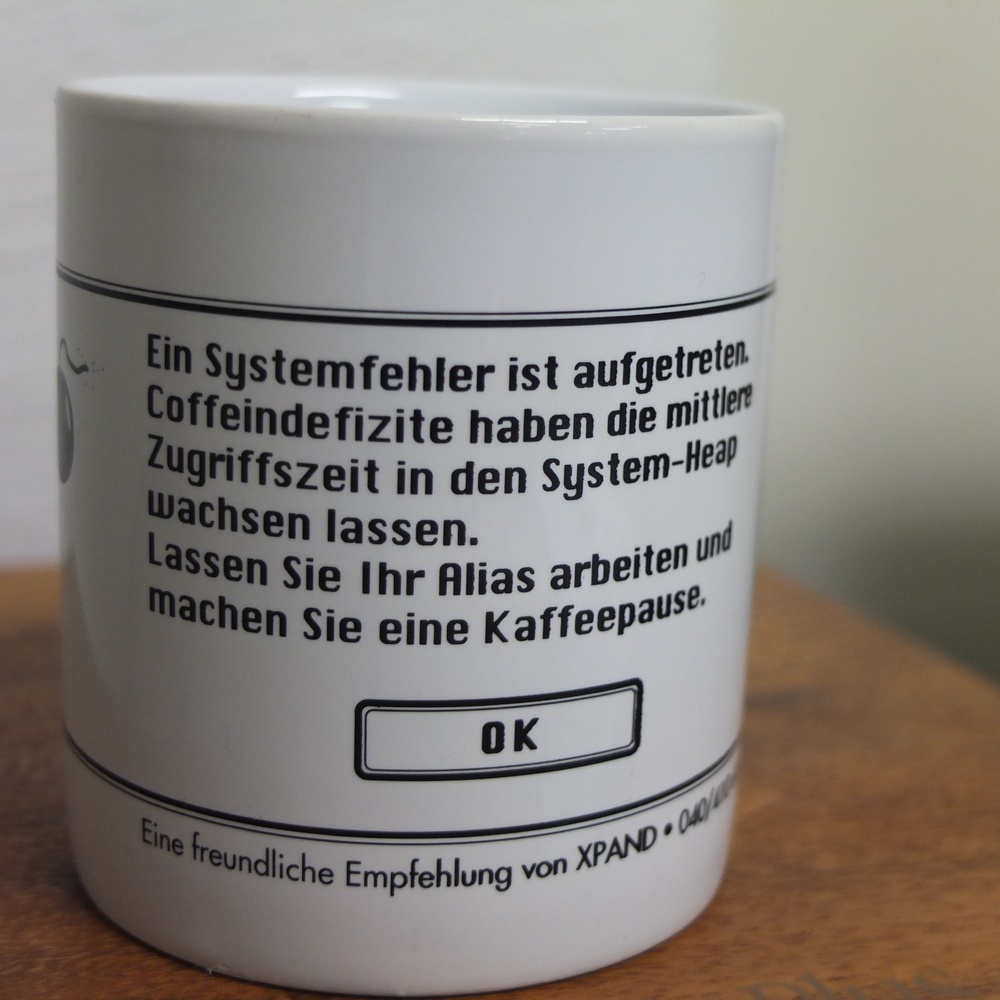 Ein Systemfehler ist aufgetreten.
Coffeindefizite haben die mittlere
Zugriffszeit in den System-Heap
wachsen lassen.
Lassen Sie Ihr Alias arbeiten und
machen Sie eine Kaffeepause.
OK
Eine freundliche Empfehlung von XPAND • 040/